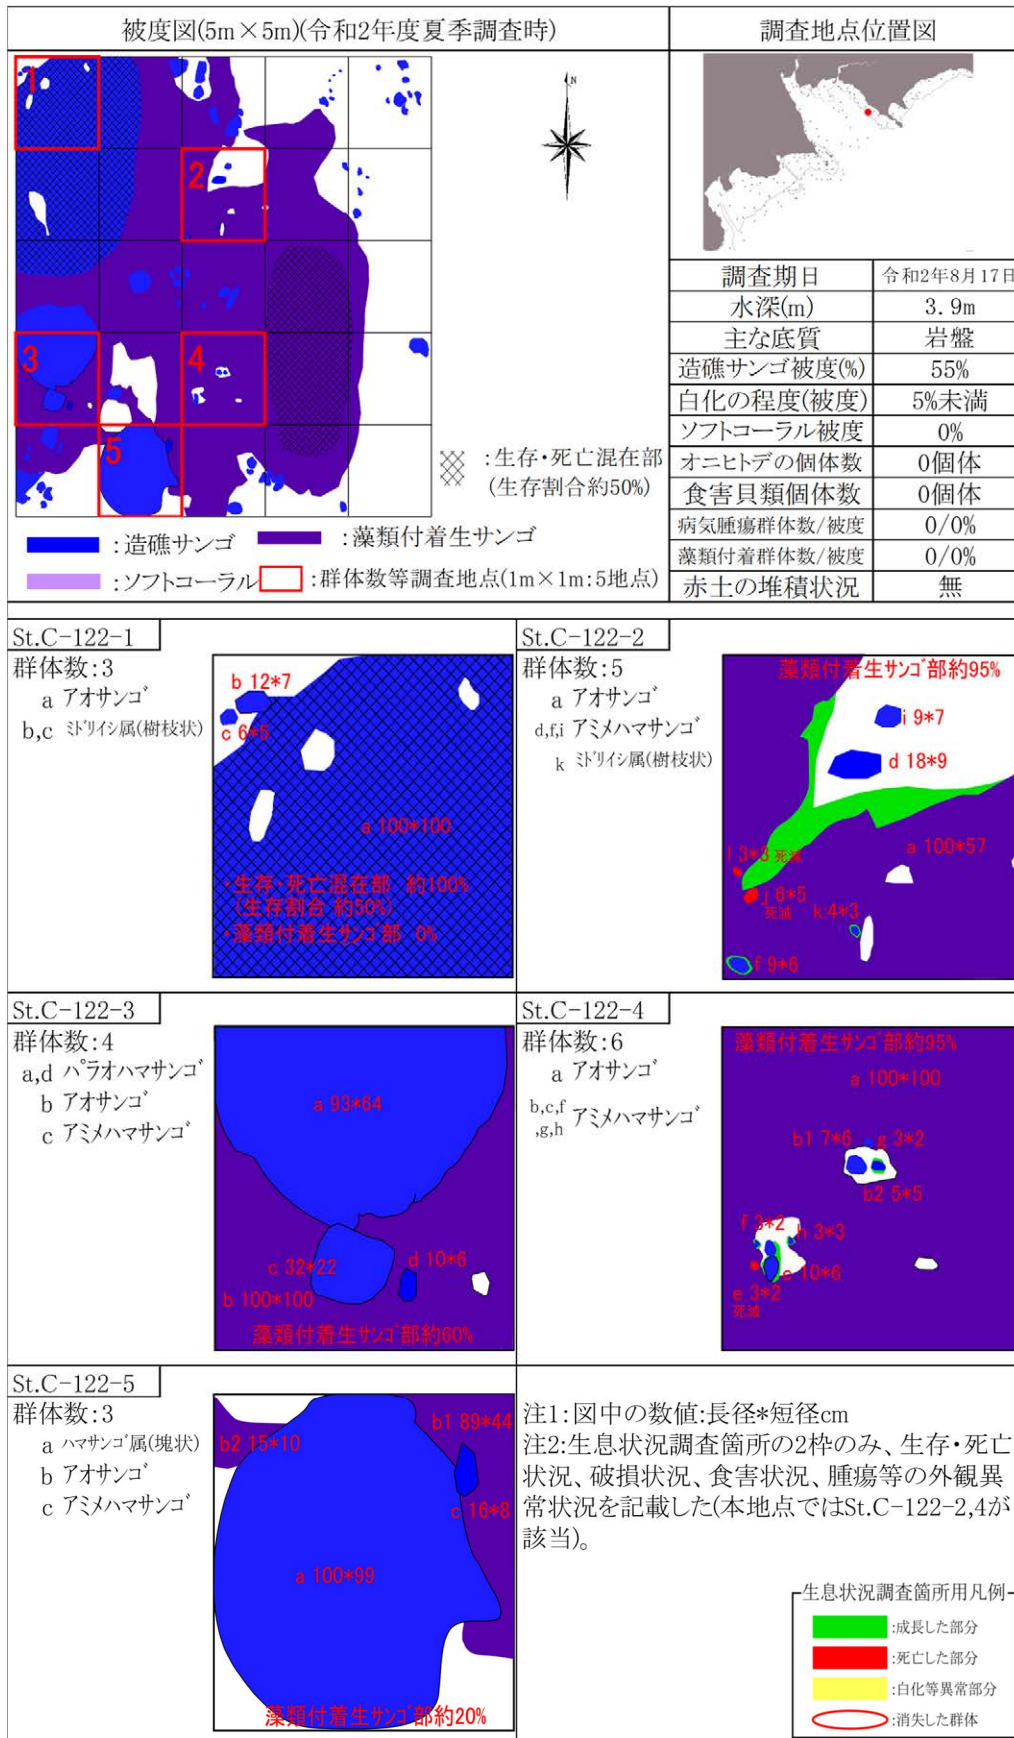 被度図(5m×5m)(令和2年度夏季調査時)
1
2
3
4
5
N
:生存・死亡混在部
(生存割合約50%)
:造礁サンゴ
:藻類付着生サンゴ
:ソフトコーラル
:群体数等調査地点(1m×1m:5地点)
調査地点位置図
調査期日 令和2年8月17日
水深(m) 3.9m
主な底質 岩盤
造礁サンゴ被度(%) 55%
白化の程度(被度) 5%未満
ソフトコーラル被度 0%
オニヒトデの個体数 0個体
食害貝類個体数 0個体
病気腫瘍群体数/被度 0/0%
藻類付着群体数/被度 0/0%
赤土の堆積状況 無
St.C-122-1
群体数:3
a アオサンゴ
b,c ミドリイシ属(樹枝状)
b 12*7
c 6*5
a 100*100
・生存・死亡混在部 約100%
(生存割合 約50%)
・藻類付着生サンゴ部 0%
St.C-122-2
群体数:5
a アオサンゴ
d,f,i アミメハマサンゴ
k ミドリイシ属(樹枝状)
藻類付着生サンゴ部約95%
i 9*7
d 18*9
a 100*57
l 3*3 死滅
j 6*5
死滅
k 4*3
f 9*6
St.C-122-3
群体数:4
a,d パラオハマサンゴ
b アオサンゴ
c アミメハマサンゴ
a 93*64
c 32*22
d 10*6
b 100*100
藻類付着生サンゴ部約60%
St.C-122-4
群体数:6
a アオサンゴ
b,c,f
,g,h アミメハマサンゴ
藻類付着生サンゴ部約95%
a 100*100
b1 7*6
g 3*2
b2 5*5
f 3*2
h 3*3
c 10*6
e 3*2
死滅
St.C-122-5
群体数:3
a ハマサンゴ属(塊状)
b アオサンゴ
c アミメハマサンゴ
b1 89*44
b2 15*10
c 16*8
a 100*99
藻類付着生サンゴ部約20%
注1:図中の数値:長径*短径cm
注2:生息状況調査箇所の2枠のみ、生存・死亡
状況、破損状況、食害状況、腫瘍等の外観異
常状況を記載した(本地点ではSt.C-122-2,4が
該当)。
生息状況調査箇所用凡例
:成長した部分
:死亡した部分
:白化等異常部分
:消失した群体